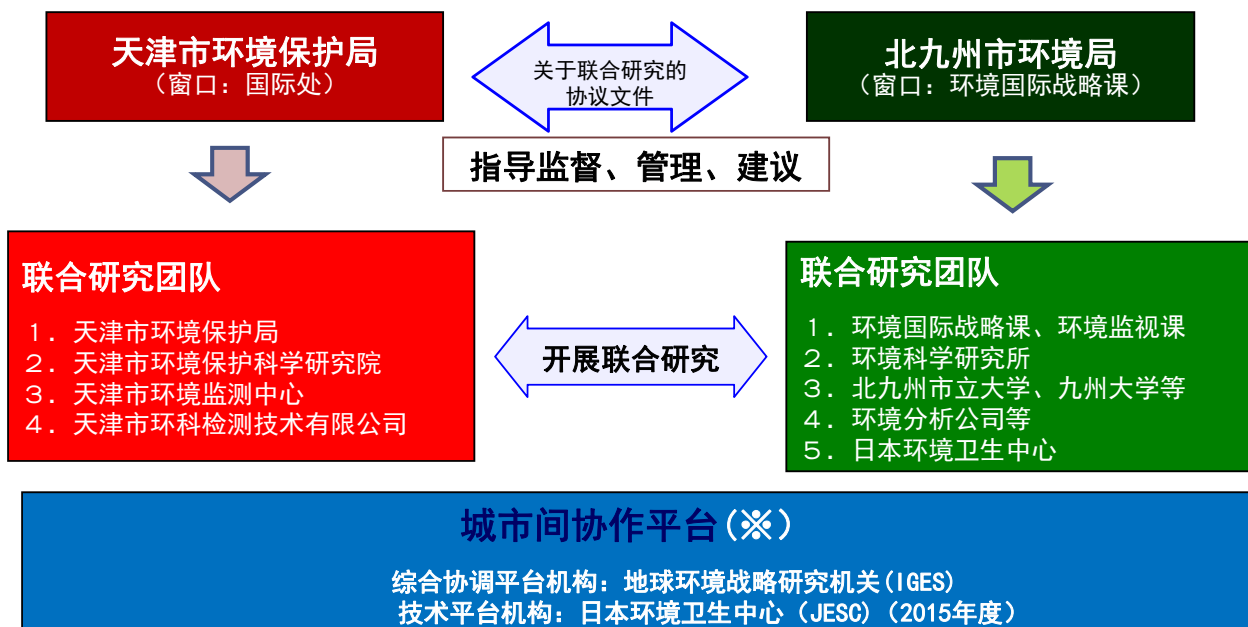 天津市环境保护局
（窗口：国际处）
关于联合研究的
协议文件
北九州市环境局
（窗口：环境国际战略课）
指导监督、管理、建议
联合研究团队
１．天津市环境保护局
２．天津市环境保护科学研究院
３．天津市环境监测中心
４．天津市环科检测技术有限公司
开展联合研究
联合研究团队
１．环境国际战略课、环境监视课
２．环境科学研究所
３．北九州市立大学、九州大学等
４．环境分析公司等
５．日本环境卫生中心
城市间协作平台(※)
综合协调平台机构：地球环境战略研究机关(IGES)
技术平台机构：日本环境卫生中心（JESC)（2015年度）